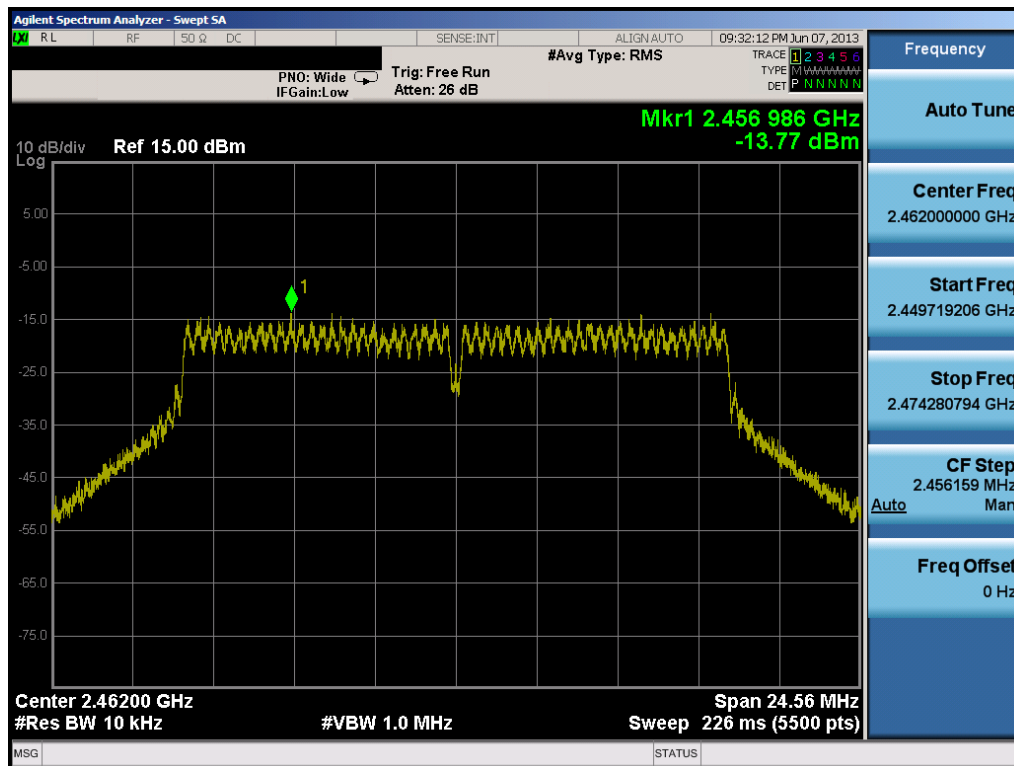 Agilent Spectrum Analyzer - Swept SA
LXI RL RF 50 Ω DC SENSE:INT ALIGNAUTO 09:32:12 PM Jun 07, 2013
#Avg Type: RMS TRACE 1 2 3 4 5 6
PNO: Wide Trig: Free Run TYPE M WWWWW
IFGain:Low Atten: 26 dB DET P N N N N N
Mkr1 2.456 986 GHz
-13.77 dBm
10 dB/div Ref 15.00 dBm
Log
5.00
-5.00
1
-15.0
-25.0
-35.0
-45.0
-55.0
-65.0
-75.0
Center 2.46200 GHz Span 24.56 MHz
#Res BW 10 kHz #VBW 1.0 MHz Sweep 226 ms (5500 pts)
MSG STATUS
Frequency
Auto Tune
Center Freq
2.462000000 GHz
Start Freq
2.449719206 GHz
Stop Freq
2.474280794 GHz
CF Step
2.456159 MHz
Auto Man
Freq Offset
0 Hz